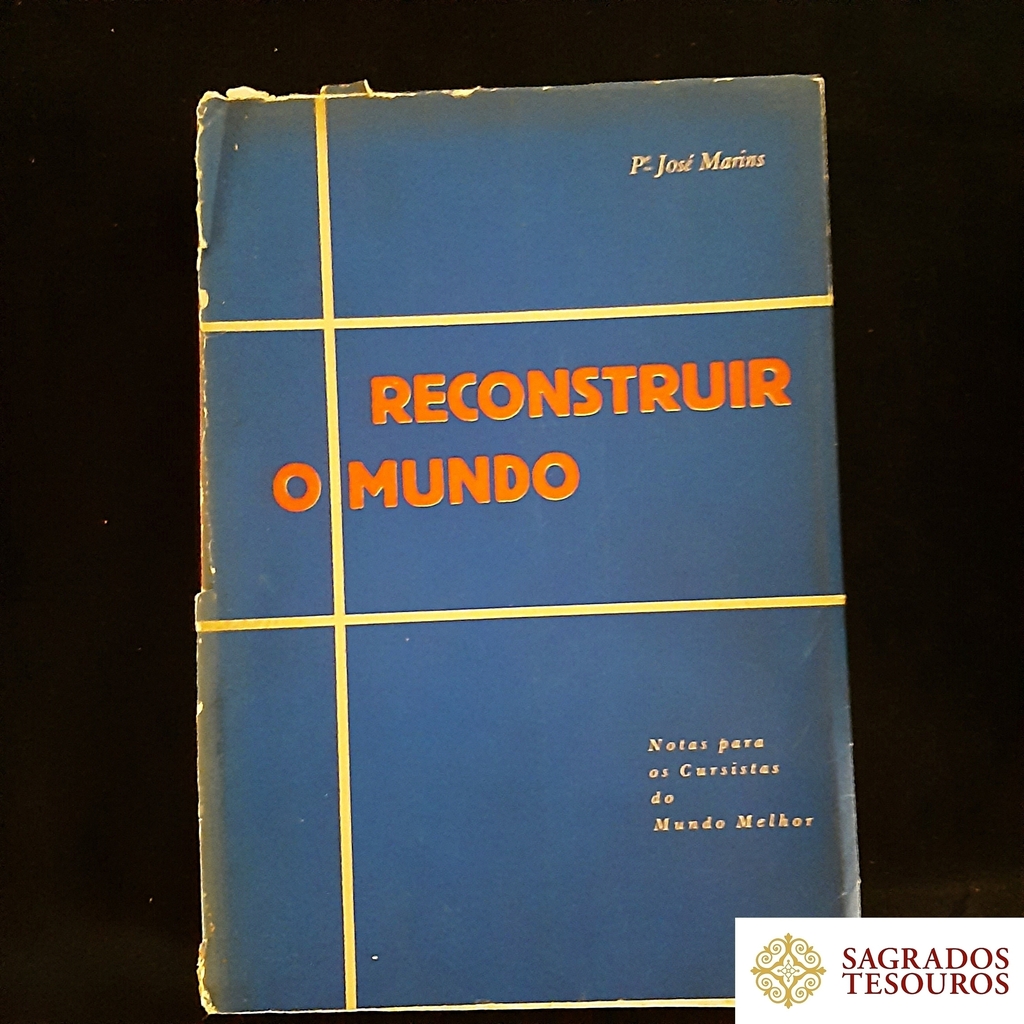 Pᵉ José Marins
RECONSTRUIR
O MUNDO
Notas para
os Cursistas
do
Mundo Melhor
SAGRADOS
TESOUROS